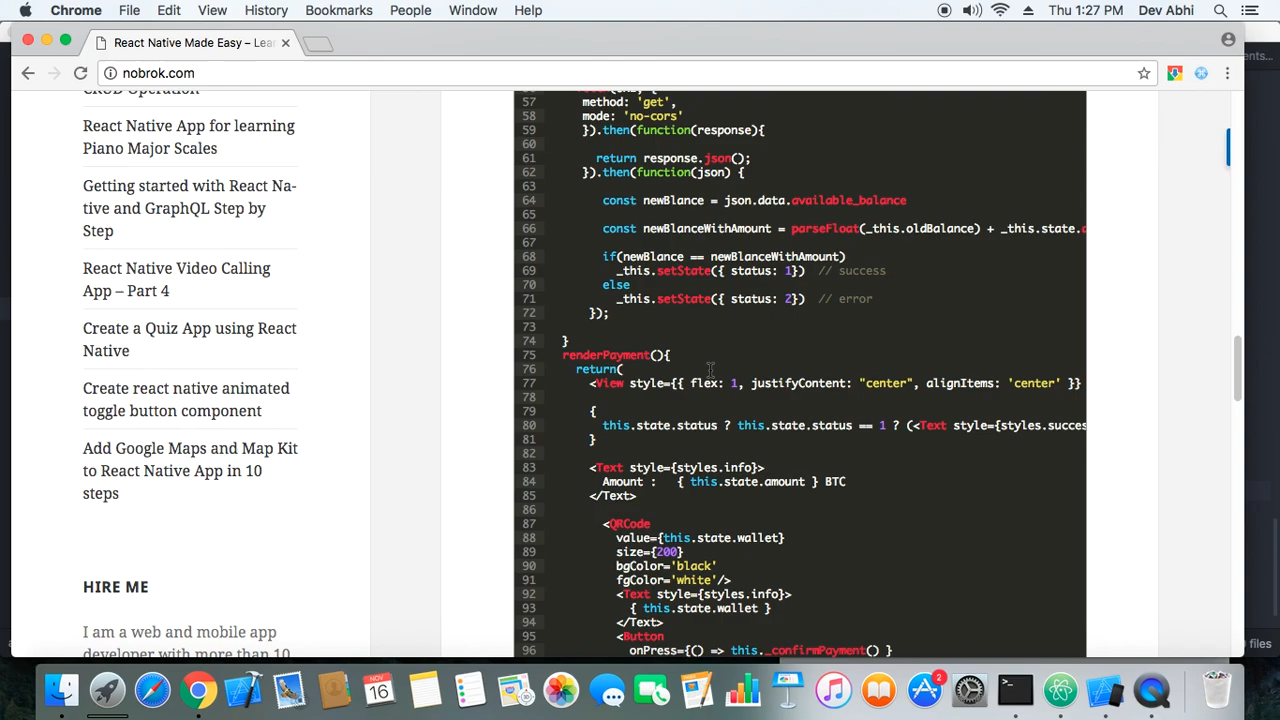 Chrome File Edit View History Bookmarks People Window Help Thu 1:27 PM Dev Abhi
React Native Made Easy – Lea
nobrok.com
CRUD Operation
React Native App for learning
Piano Major Scales
Getting started with React Na-
tive and GraphQL Step by
Step
React Native Video Calling
App – Part 4
Create a Quiz App using React
Native
Create react native animated
toggle button component
Add Google Maps and Map Kit
to React Native App in 10
steps
HIRE ME
I am a web and mobile app
developer with more than 10
57 method: 'get',
58 mode: 'no-cors'
59 }).then(function(response){
60
61 return response.json();
62 }).then(function(json) {
63
64 const newBlance = json.data.available_balance
65
66 const newBlanceWithAmount = parseFloat(_this.oldBalance) + _this.state.
67
68 if(newBlance == newBlanceWithAmount)
69 _this.setState({ status: 1}) // success
70 else
71 _this.setState({ status: 2}) // error
72 });
73
74 }
75 renderPayment(){
76 return(
77 <View style={{ flex: 1, justifyContent: "center", alignItems: 'center' }}
78
79 {
80 this.state.status ? this.state.status == 1 ? (<Text style={styles.succes
81 }
82
83 <Text style={styles.info}>
84 Amount : { this.state.amount } BTC
85 </Text>
86
87 <QRCode
88 value={this.state.wallet}
89 size={200}
90 bgColor='black'
91 fgColor='white'/>
92 <Text style={styles.info}>
93 { this.state.wallet }
94 </Text>
95 <Button
96 onPress={() => this._confirmPayment() }
ents...
files
NOV
16
2